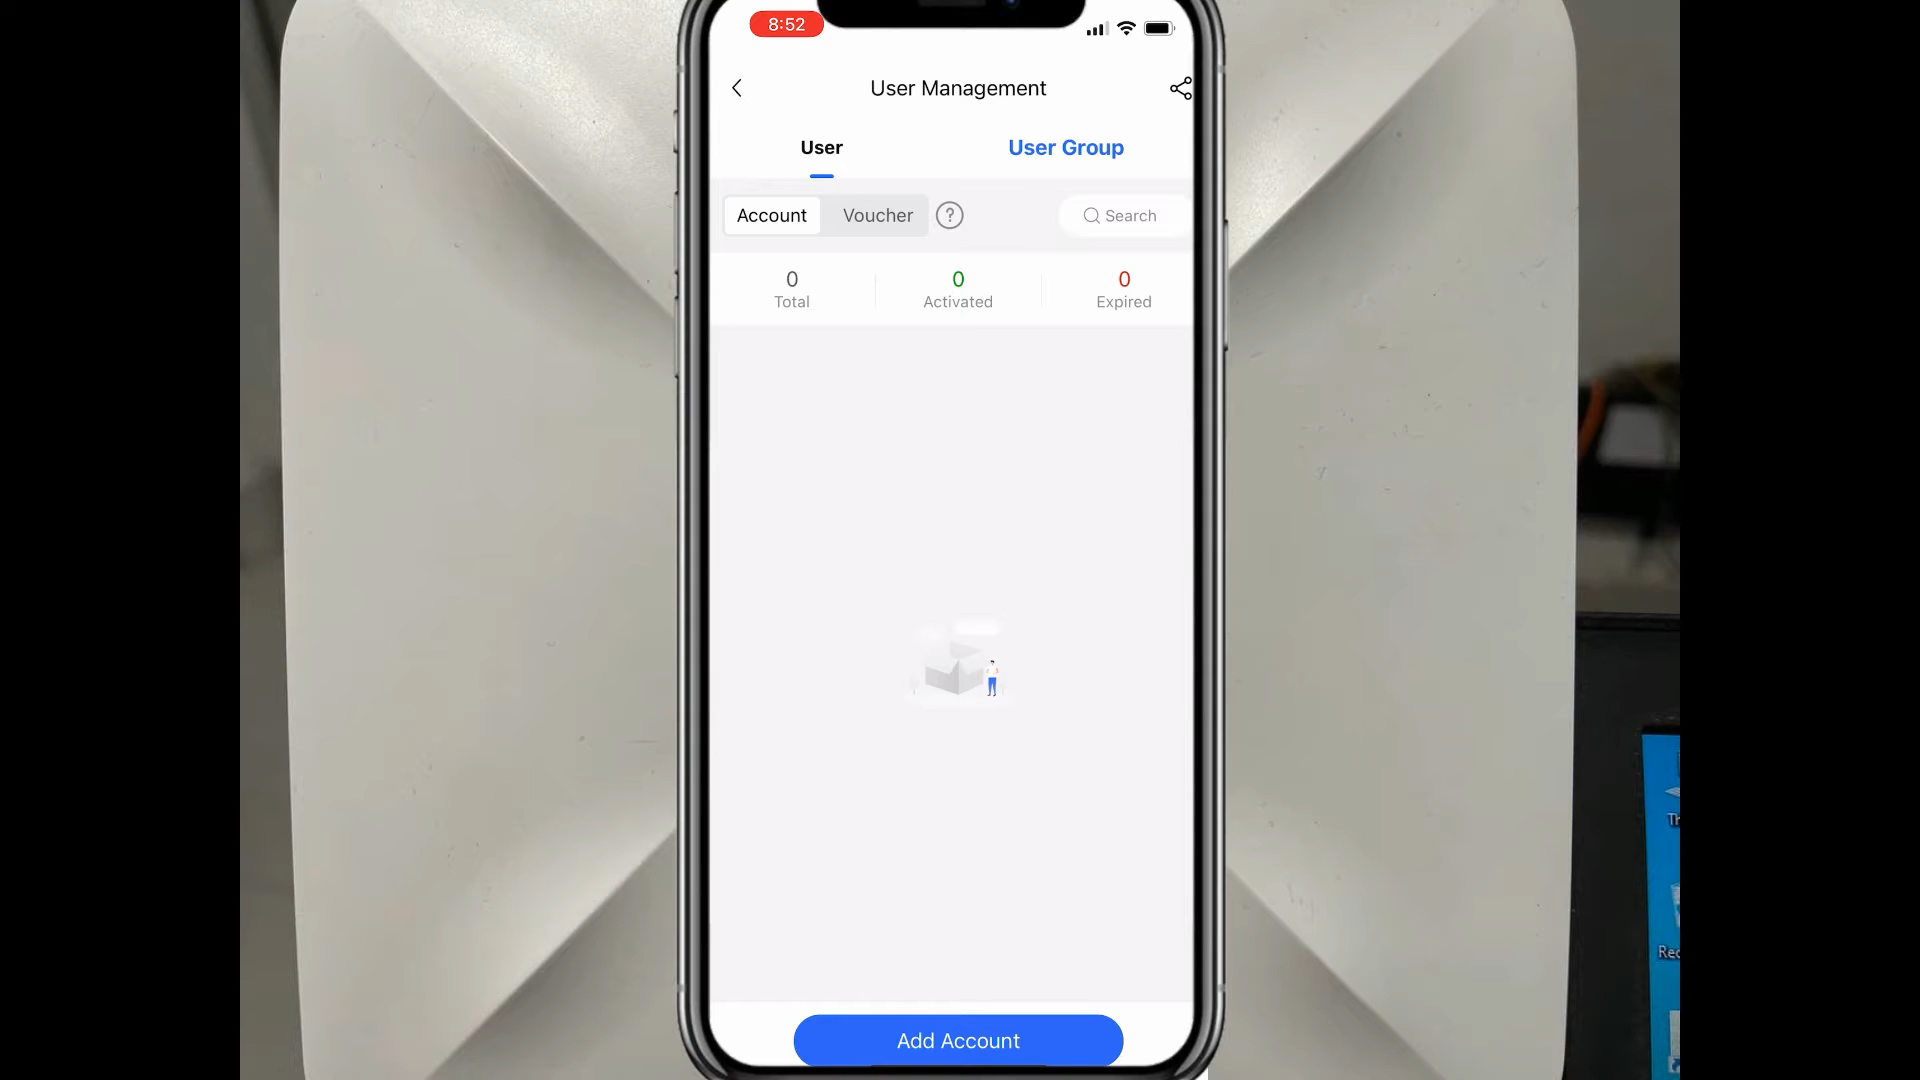 8:52
User Management
User
User Group
Account
Voucher
?
Search
0
0
0
Total
Activated
Expired
Add Account